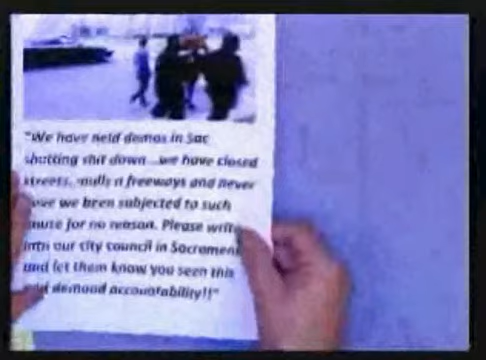 "We have held demos in Sac
shutting shit down...we have closed
streets, malls n freeways and never
have we been subjected to such
abuse for no reason. Please write
into our city council in Sacrament
and let them know you seen this
and demand accountability!!"